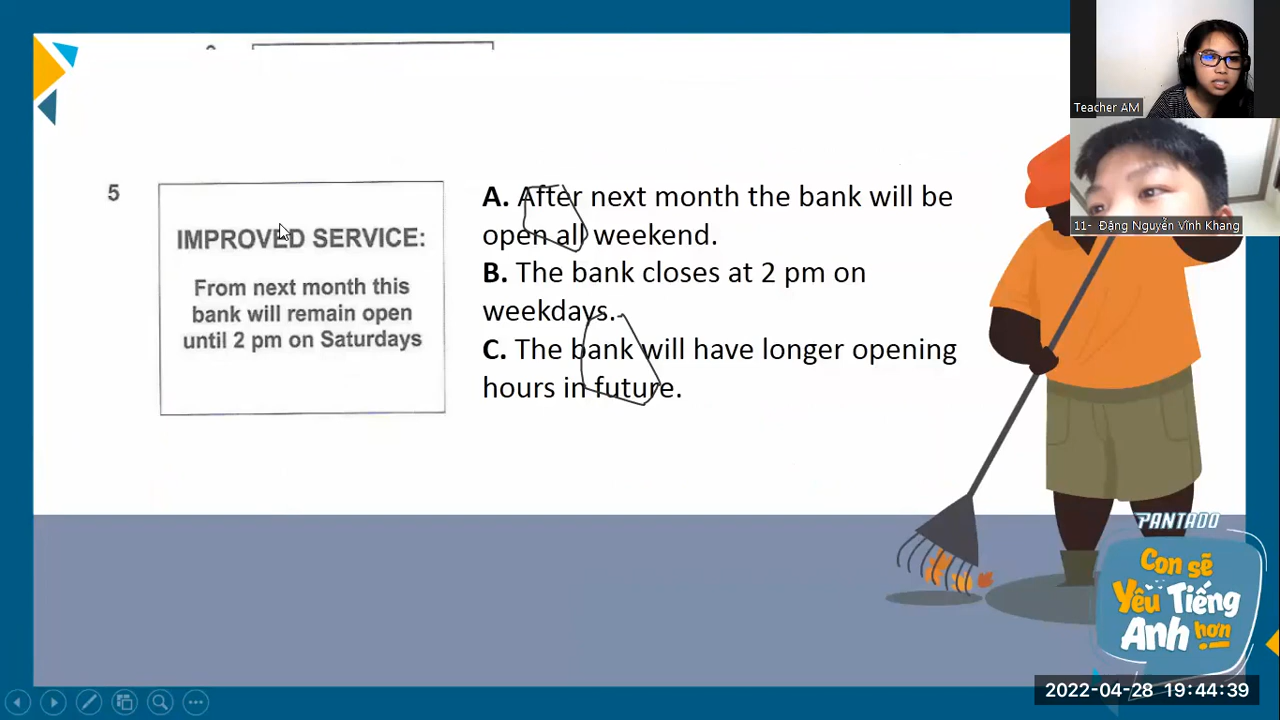 Teacher AM
11- Đặng Nguyễn Vĩnh Khang
5
IMPROVED SERVICE:
From next month this
bank will remain open
until 2 pm on Saturdays
A. After next month the bank will be
open all weekend.
B. The bank closes at 2 pm on
weekdays.
C. The bank will have longer opening
hours in future.
PANTADO
Con sẽ
Yêu Tiếng
Anh hơn
2022-04-28 19:44:39